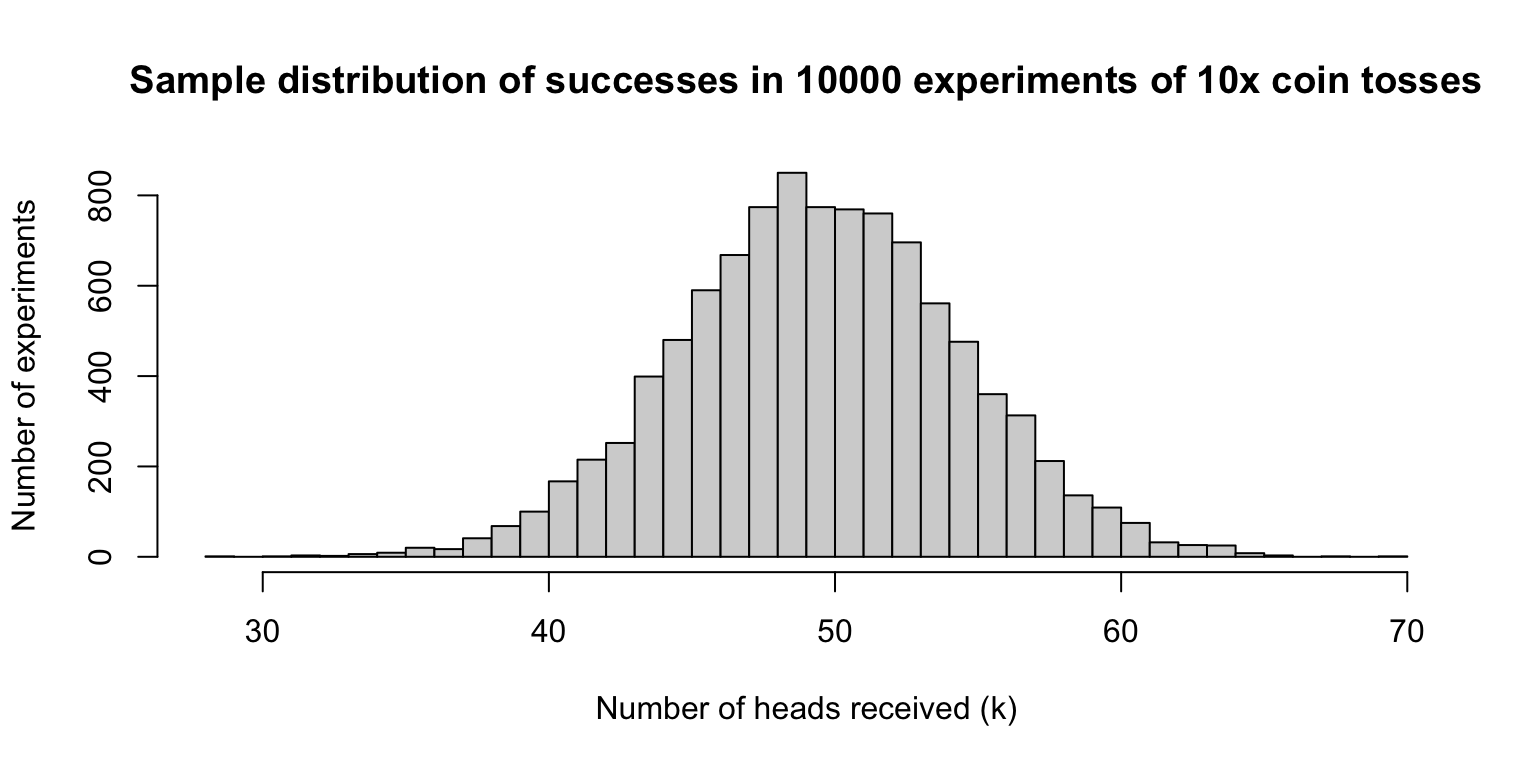 Sample distribution of successes in 10000 experiments of 10x coin tosses
Number of experiments
800
600
400
200
0
30 40 50 60 70
Number of heads received (k)